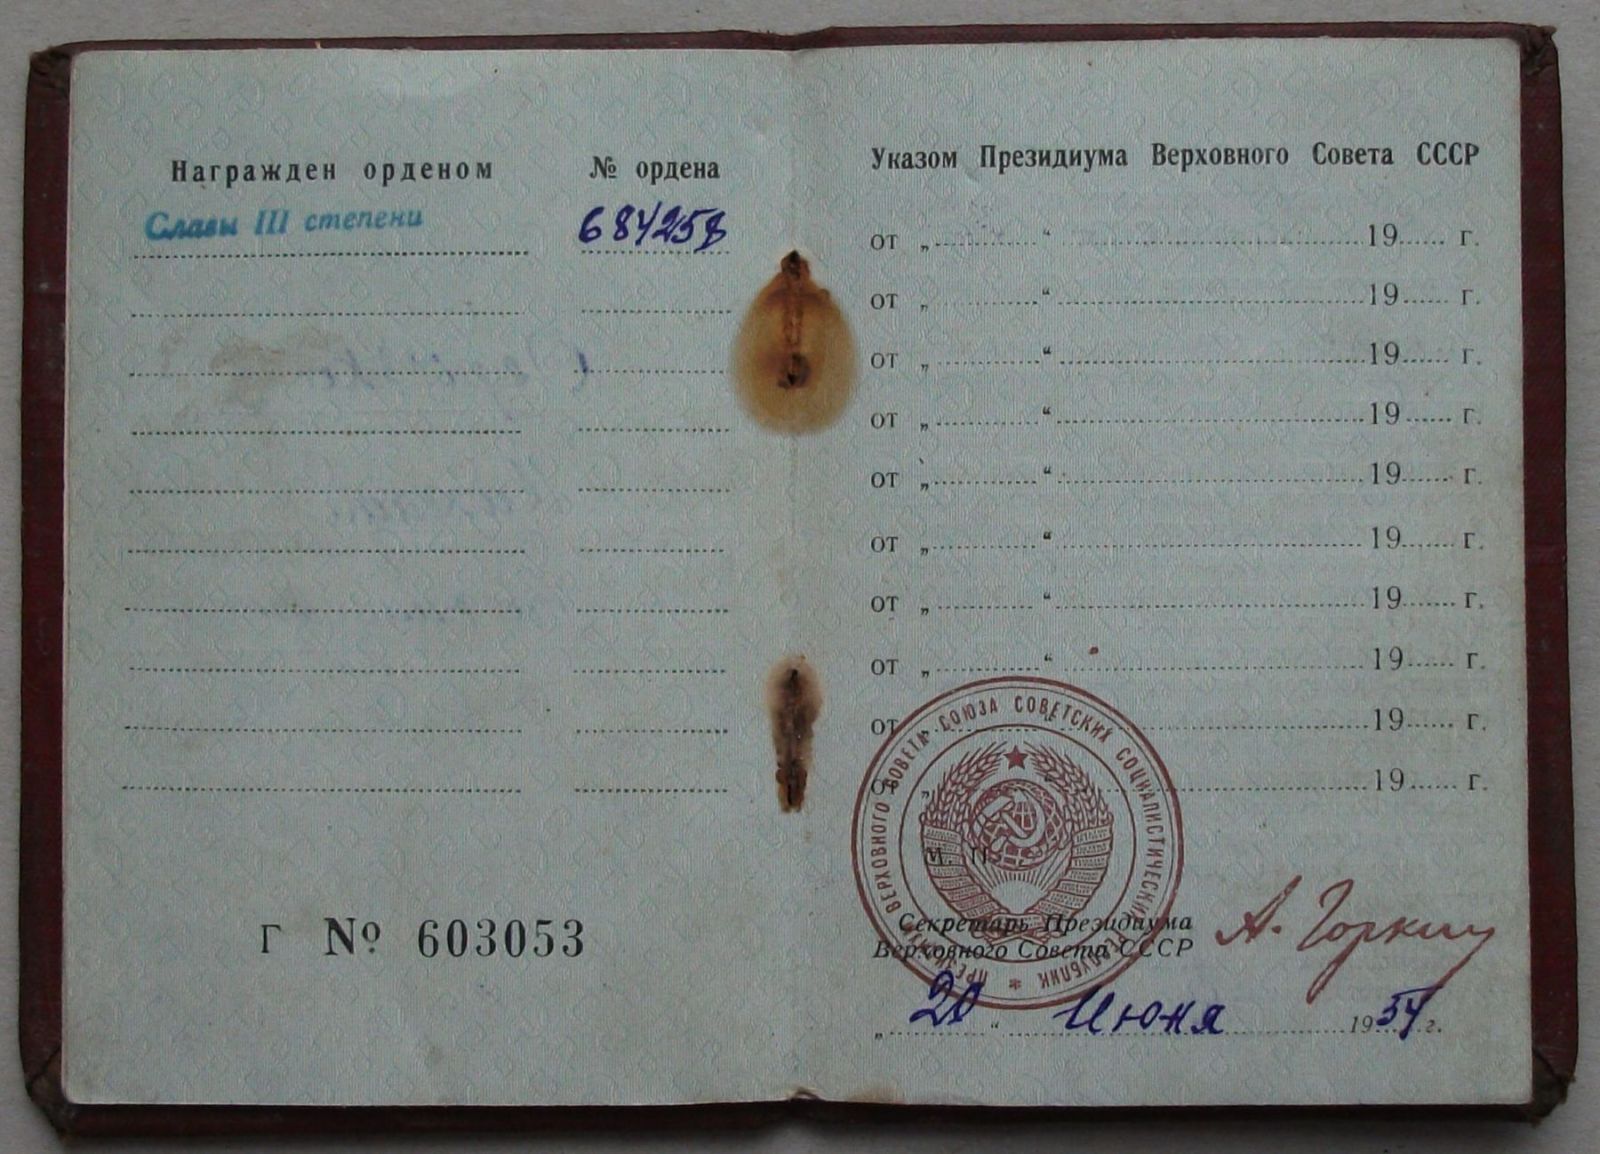 Награжден орденом
№ ордена
Славы III степени
684258
Г № 603053
Указом Президиума Верховного Совета СССР
от „ “ 19 г.
от „ “ 19 г.
от „ “ 19 г.
от „ “ 19 г.
от „ “ 19 г.
от „ “ 19 г.
от „ “ 19 г.
от „ “ 19 г.
от „ “ 19 г.
от „ “ 19 г.
ПРЕЗИДИУМ ВЕРХОВНОГО СОВЕТА СОЮЗА СОВЕТСКИХ СОЦИАЛИСТИЧЕСКИХ РЕСПУБЛИК *
М. П.
Секретарь Президиума
Верховного Совета СССР
А. Горкин
„ 20 “ Июня 1954 г.